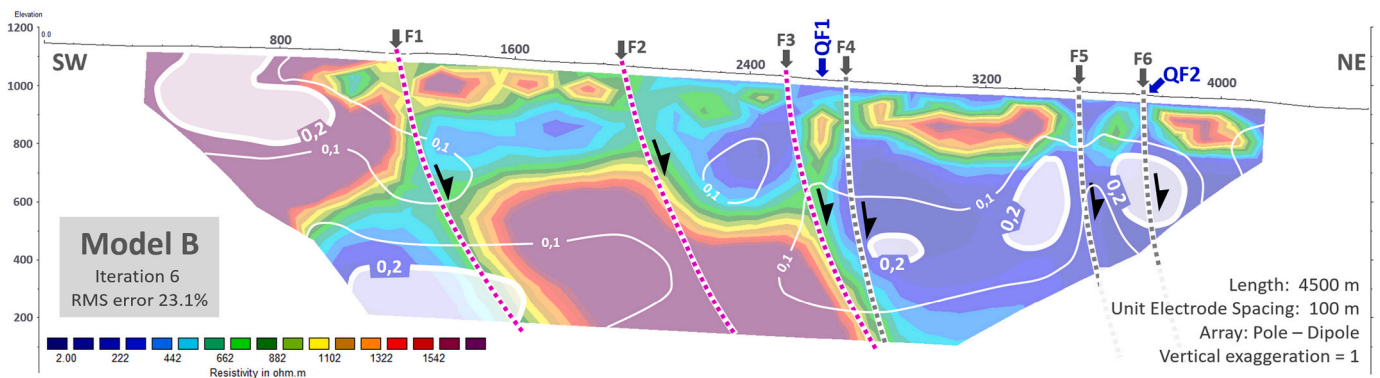 Elevation
1200
1000
800
600
400
200
0.0
800
1600
2400
3200
4000
SW
NE
F1
F2
F3
QF1
F4
F5
F6
QF2
0,2
0,1
0,1
0,1
0,2
0,1
0,1
0,1
0,2
0,2
0,2
Model B
Iteration 6
RMS error 23.1%
2.00 222 442 662 882 1102 1322 1542
Resistivity in ohm.m
Length: 4500 m
Unit Electrode Spacing: 100 m
Array: Pole – Dipole
Vertical exaggeration = 1